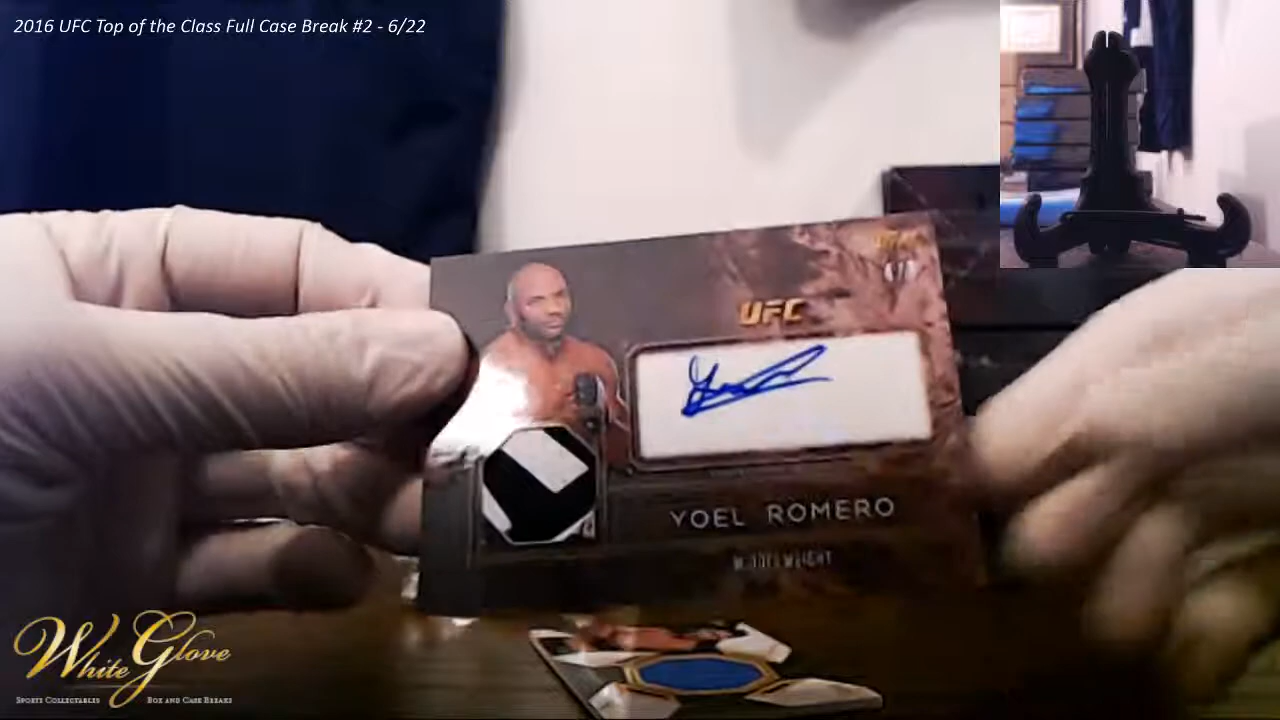 2016 UFC Top of the Class Full Case Break #2 - 6/22
UFC
YOEL ROMERO
MIDDLEWEIGHT
White Glove
SPORTS COLLECTABLES BOX AND CASE BREAKS